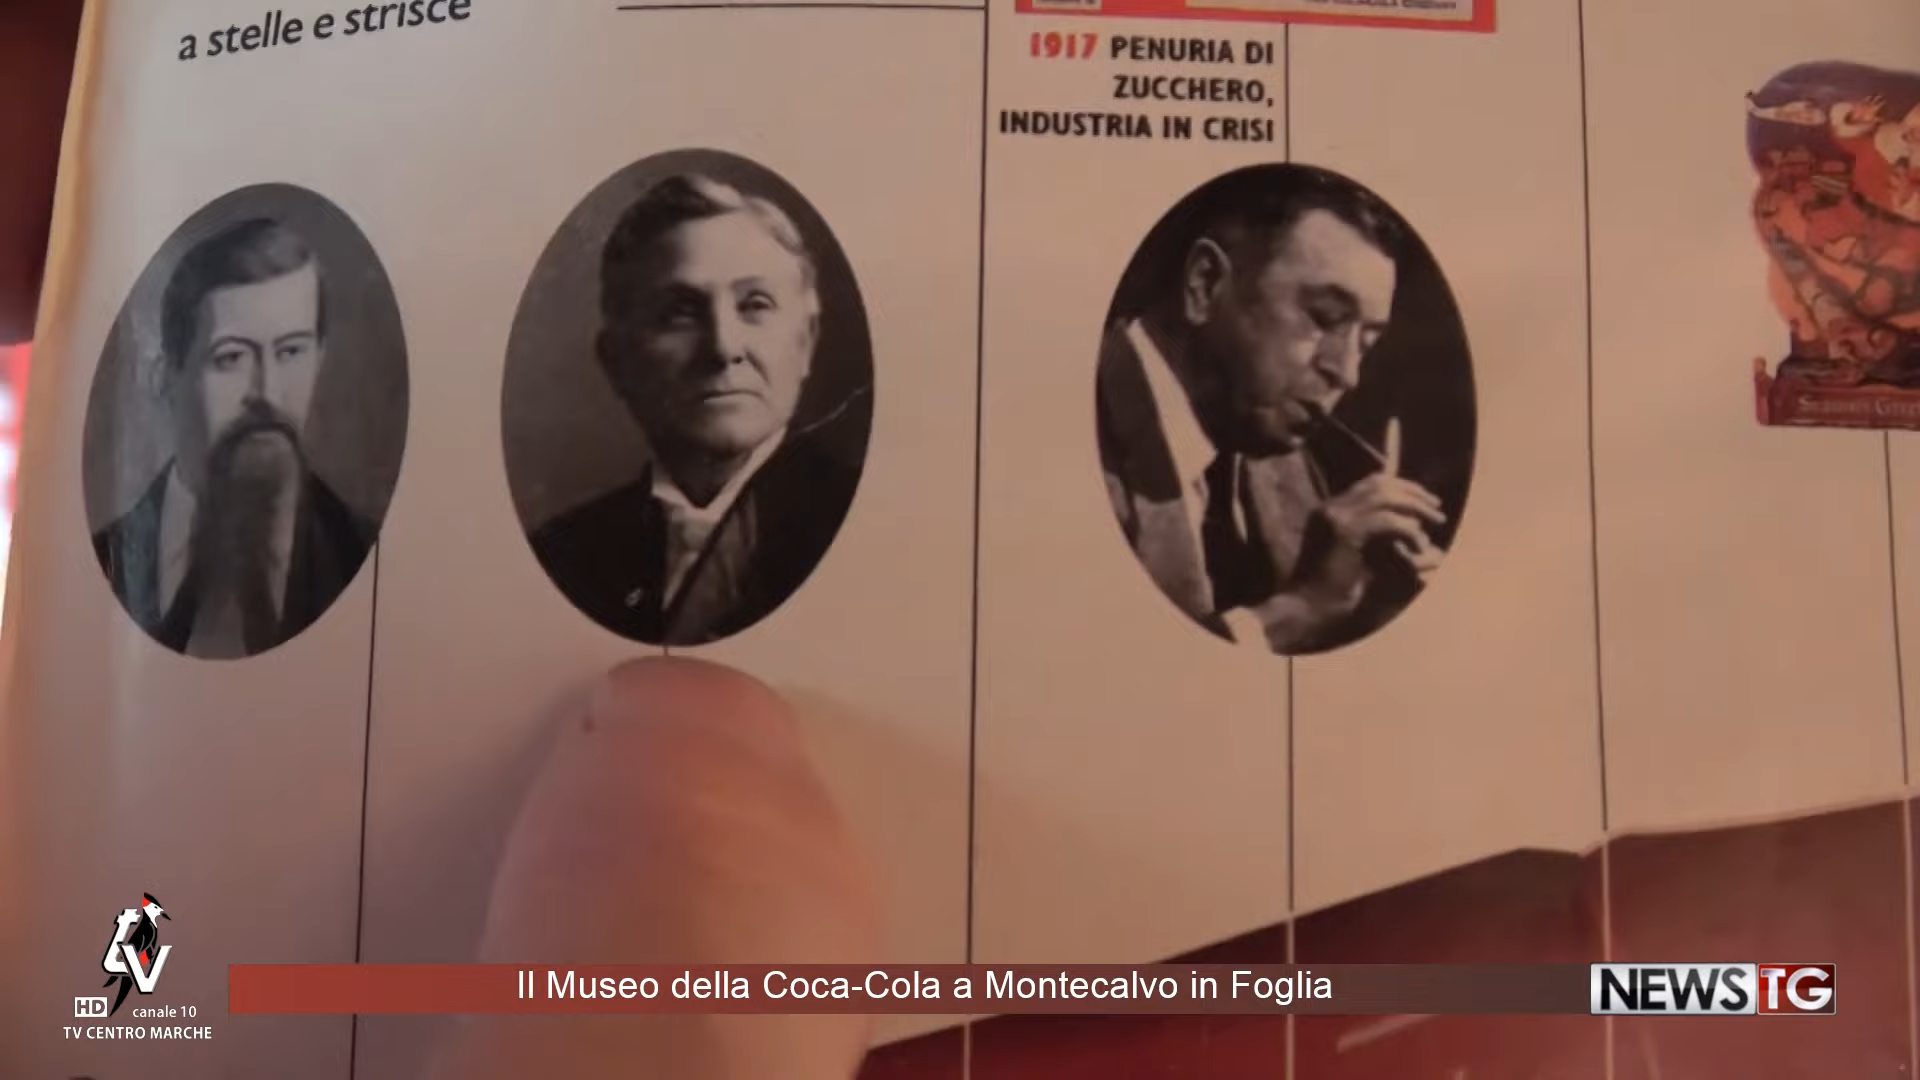 a stelle e strisce
1917 PENURIA DI
ZUCCHERO,
INDUSTRIA IN CRISI
HD
canale 10
TV CENTRO MARCHE
Il Museo della Coca-Cola a Montecalvo in Foglia
NEWS TG